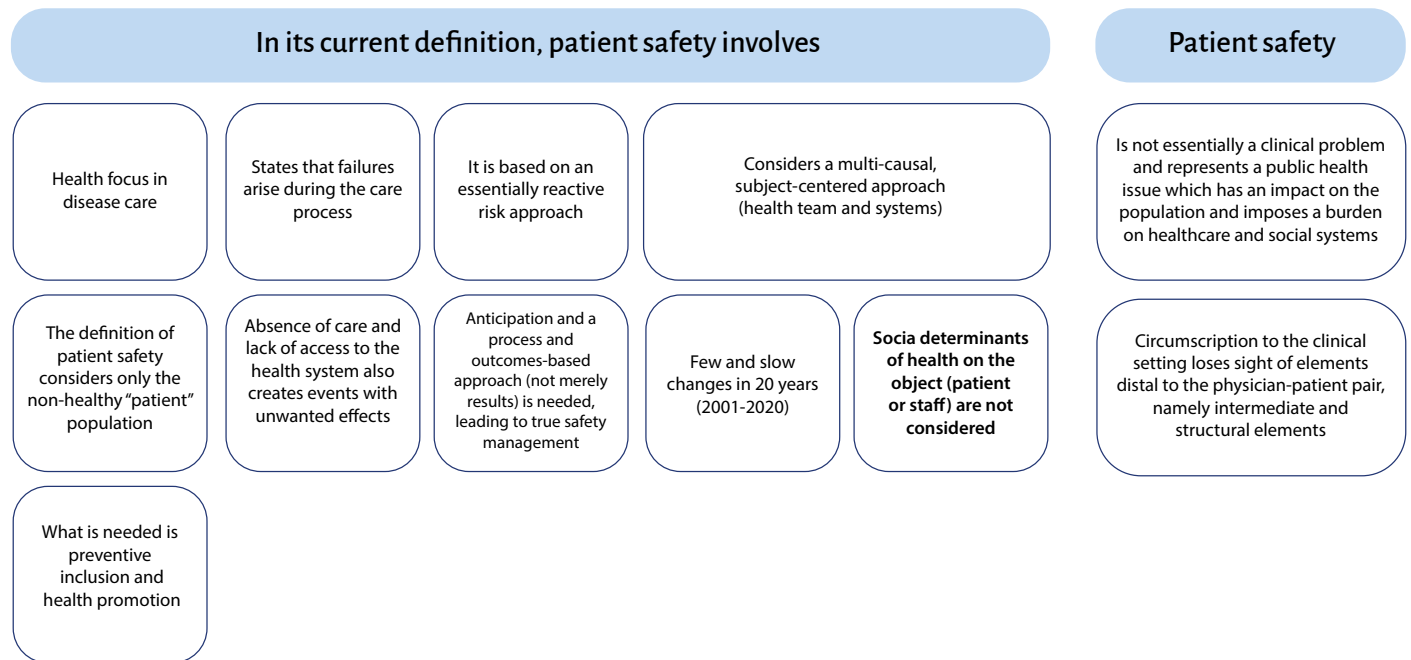 In its current definition, patient safety involves
Patient safety
Health focus in
disease care
States that failures
arise during the care
process
It is based on an
essentially reactive
risk approach
Considers a multi-causal,
subject-centered approach
(health team and systems)
Is not essentially a clinical problem
and represents a public health
issue which has an impact on the
population and imposes a burden
on healthcare and social systems
The definition of
patient safety
considers only the
non-healthy “patient”
population
Absence of care and
lack of access to the
health system also
creates events with
unwanted effects
Anticipation and a
process and
outcomes-based
approach (not merely
results) is needed,
leading to true safety
management
Few and slow
changes in 20 years
(2001-2020)
Socia determinants
of health on the
object (patient
or staff) are not
considered
Circumscription to the clinical
setting loses sight of elements
distal to the physician-patient pair,
namely intermediate and
structural elements
What is needed is
preventive
inclusion and
health promotion